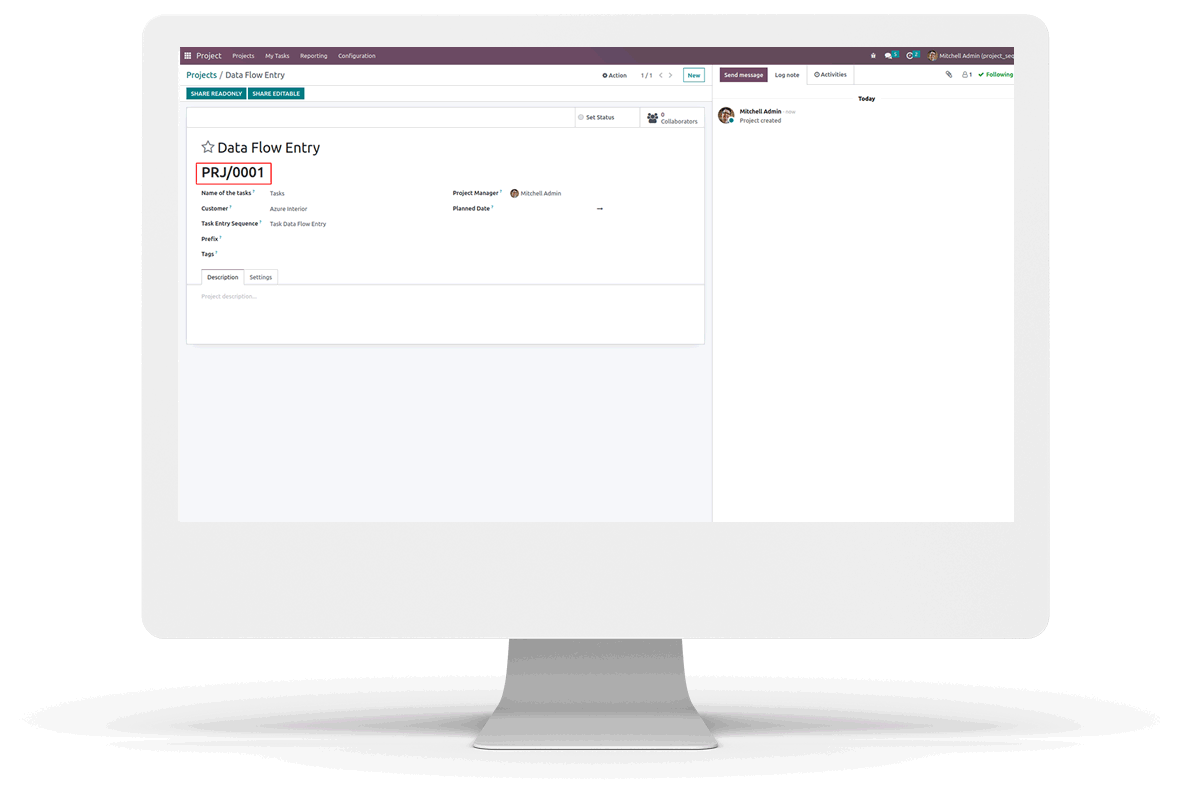 Project Projects My Tasks Reporting Configuration 5 2 Mitchell Admin (project_seq
Projects / Data Flow Entry Action 1 / 1 New
SHARE READONLY SHARE EDITABLE
Set Status 0 Collaborators
Data Flow Entry
PRJ/0001
Name of the tasks ? Tasks
Customer ? Azure Interior
Task Entry Sequence ? Task Data Flow Entry
Prefix ?
Tags ?
Project Manager ? Mitchell Admin
Planned Date ? →
Description Settings
Project description...
Send message Log note Activities 1 Following
Today
Mitchell Admin - now
Project created